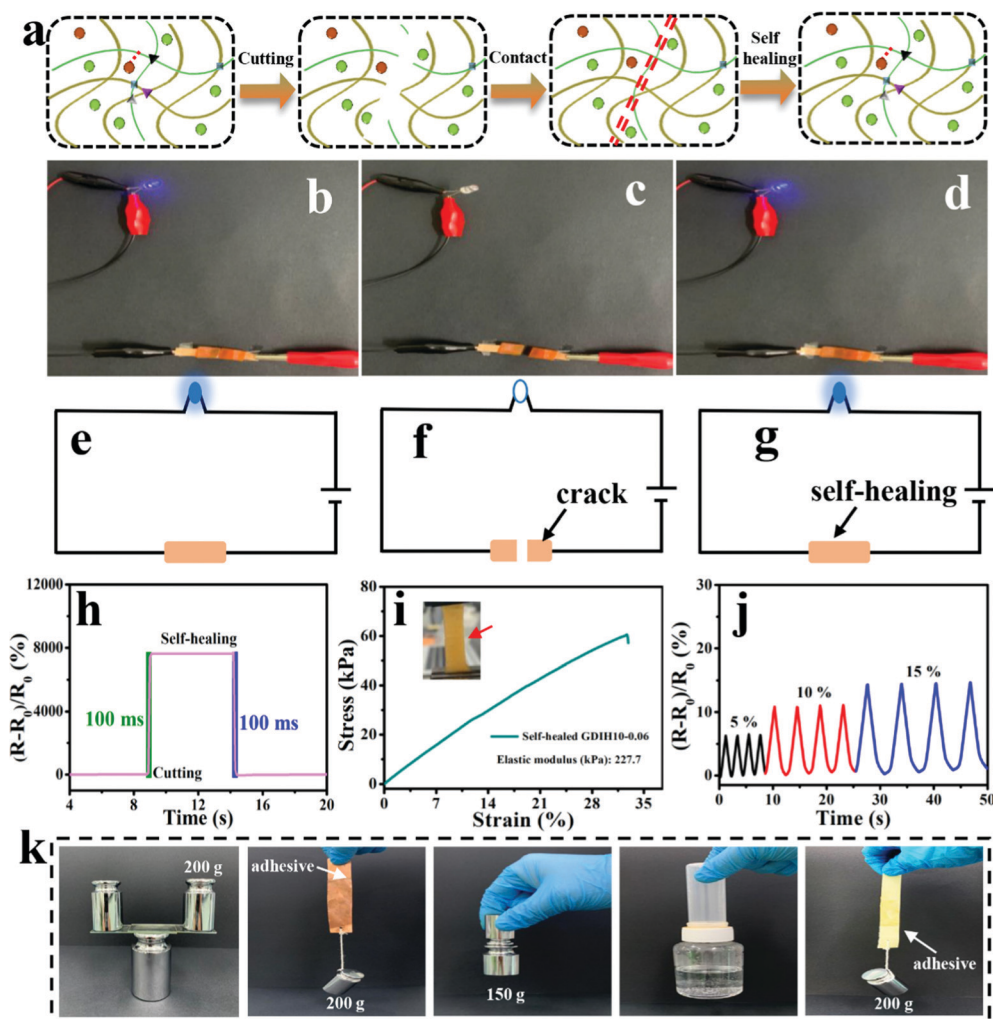 a
Cutting
Contact
Self
healing
b
c
d
e
f
crack
g
self-healing
h
12000
8000
4000
0
(R-R₀)/R₀ (%)
Self-healing
100 ms
100 ms
Cutting
4
8
12
16
20
Time (s)
i
80
60
40
20
0
Stress (kPa)
Self-healed GDIH10-0.06
Elastic modulus (kPa): 227.7
0
7
14
21
28
35
Strain (%)
j
30
20
10
0
(R-R₀)/R₀ (%)
5 %
10 %
15 %
0
10
20
30
40
50
Time (s)
k
200 g
adhesive
200 g
150 g
adhesive
200 g